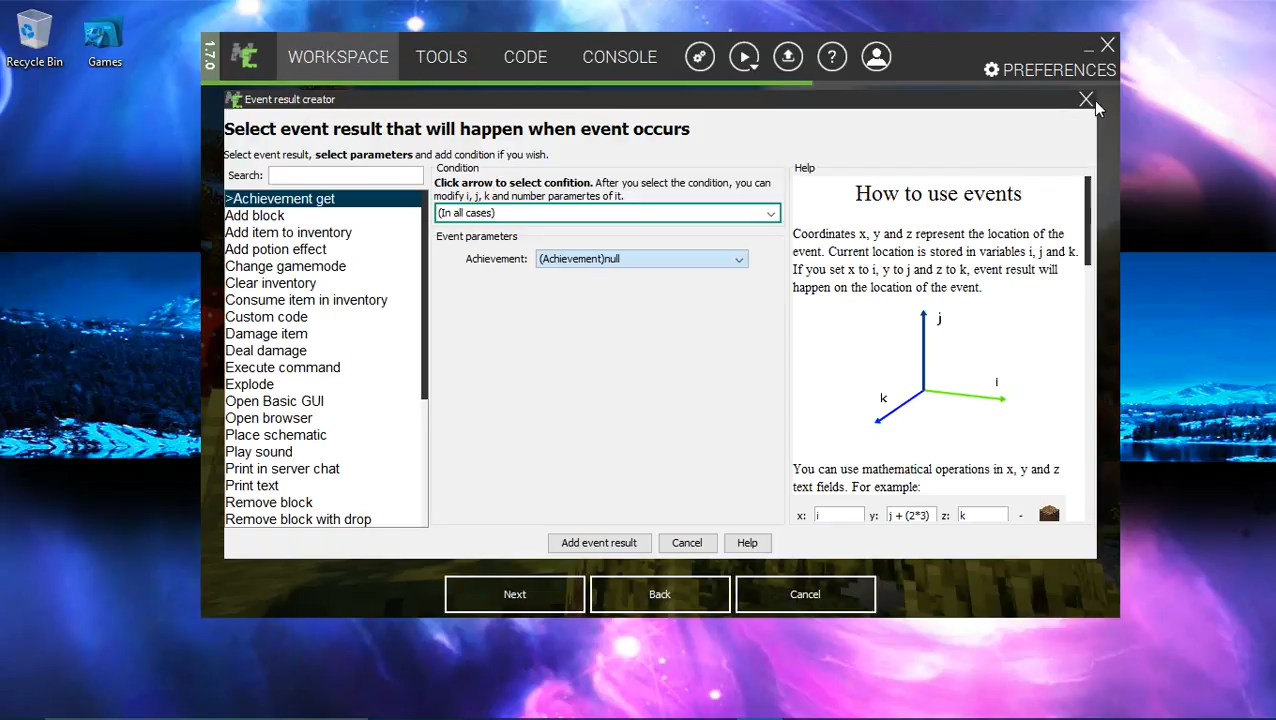 Recycle Bin
Games
1.7.0
WORKSPACE
TOOLS
CODE
CONSOLE
PREFERENCES
Event result creator
Select event result that will happen when event occurs
Select event result, select parameters and add condition if you wish.
Search:
>Achievement get
Add block
Add item to inventory
Add potion effect
Change gamemode
Clear inventory
Consume item in inventory
Custom code
Damage item
Deal damage
Execute command
Explode
Open Basic GUI
Open browser
Place schematic
Play sound
Print in server chat
Print text
Remove block
Remove block with drop
Condition
Click arrow to select confition. After you select the condition, you can
modify i, j, k and number paramertes of it.
(In all cases)
Event parameters
Achievement:
(Achievement)null
Help
How to use events
Coordinates x, y and z represent the location of the
event. Current location is stored in variables i, j and k.
If you set x to i, y to j and z to k, event result will
happen on the location of the event.
j
i
k
You can use mathematical operations in x, y and z
text fields. For example:
x: i y: j + (2*3) z: k -
Add event result
Cancel
Help
Next
Back
Cancel